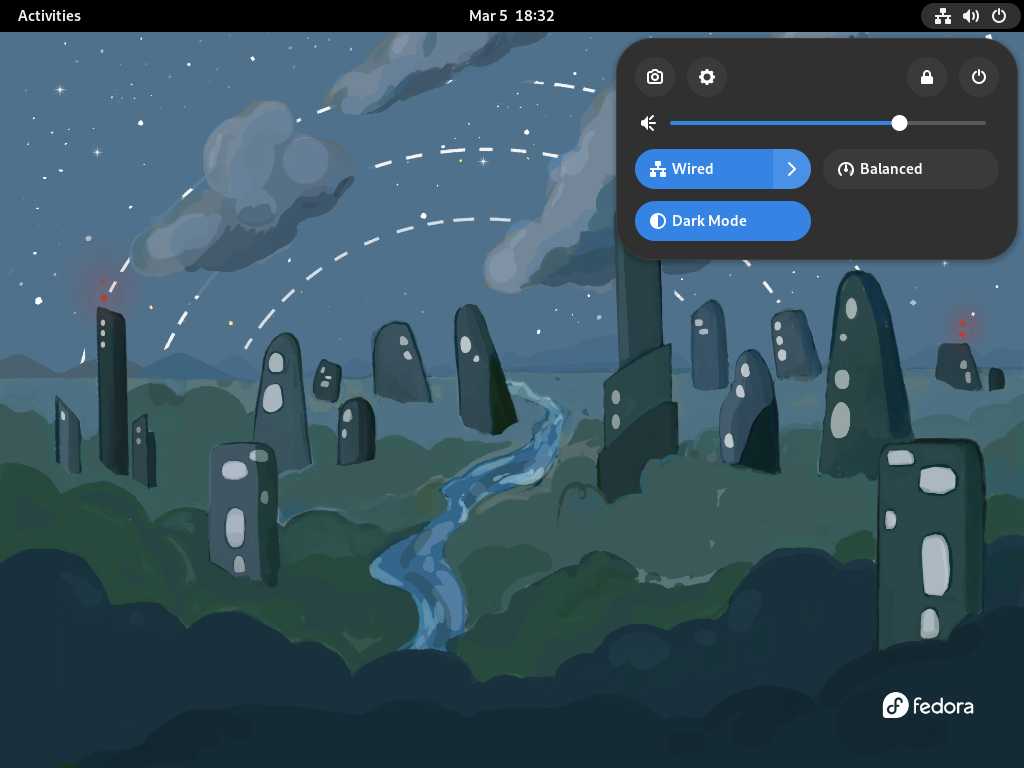 Activities
Mar 5 18:32
Wired
Balanced
Dark Mode
fedora